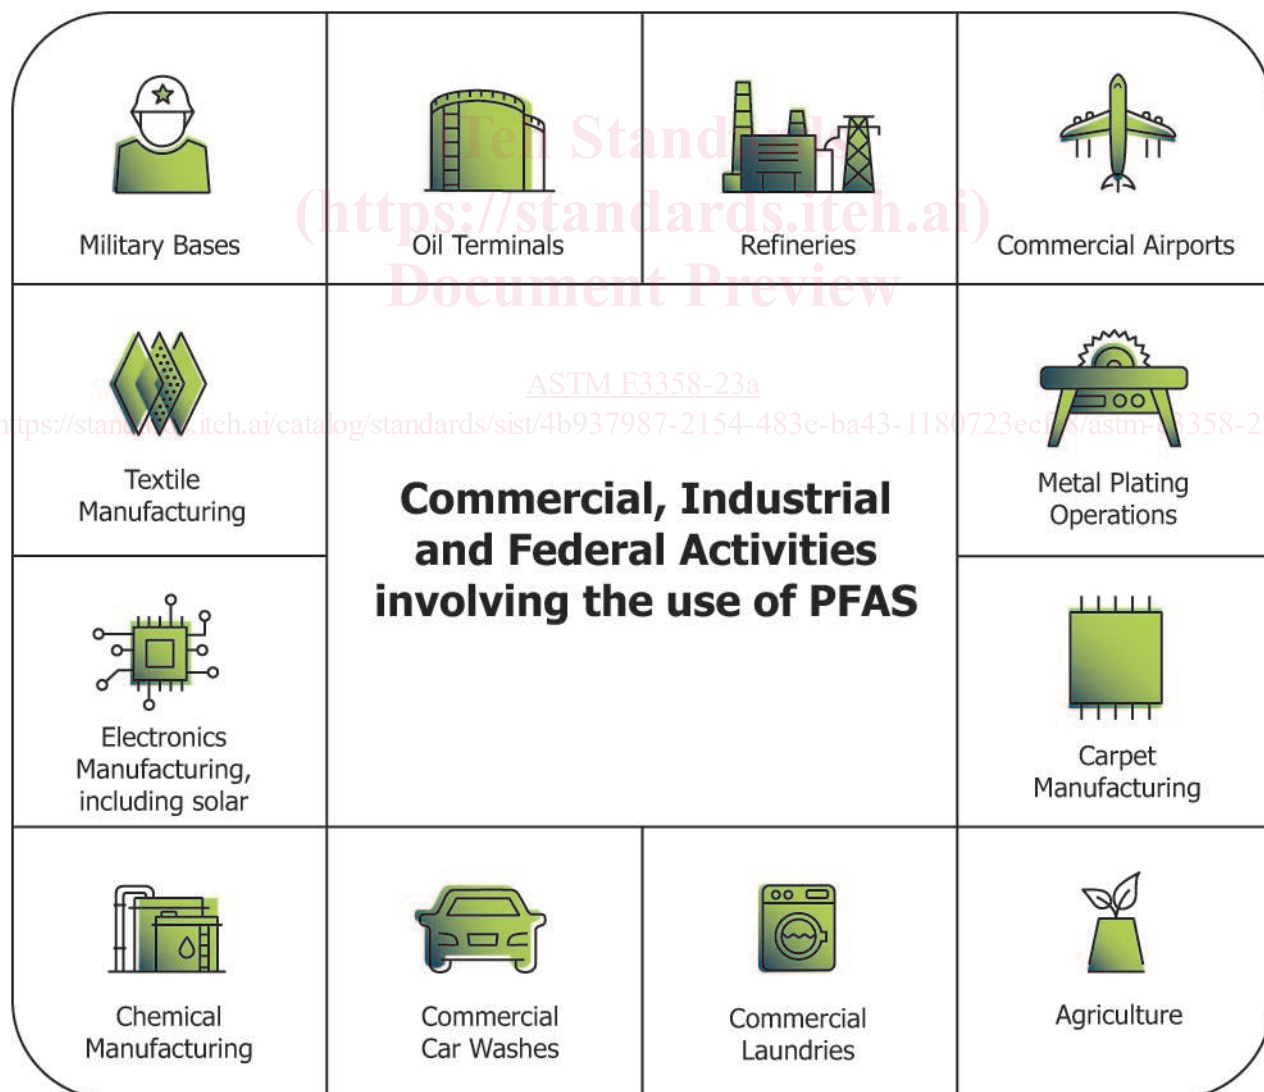 iTeh Standards
(https://standards.iteh.ai)
Document Preview
Military Bases
Oil Terminals
Refineries
Commercial Airports
ASTM E3358-23a
Textile
Manufacturing
Commercial, Industrial
and Federal Activities
involving the use of PFAS
Metal Plating
Operations
Electronics
Manufacturing,
including solar
Carpet
Manufacturing
Chemical
Manufacturing
Commercial
Car Washes
Commercial
Laundries
Agriculture